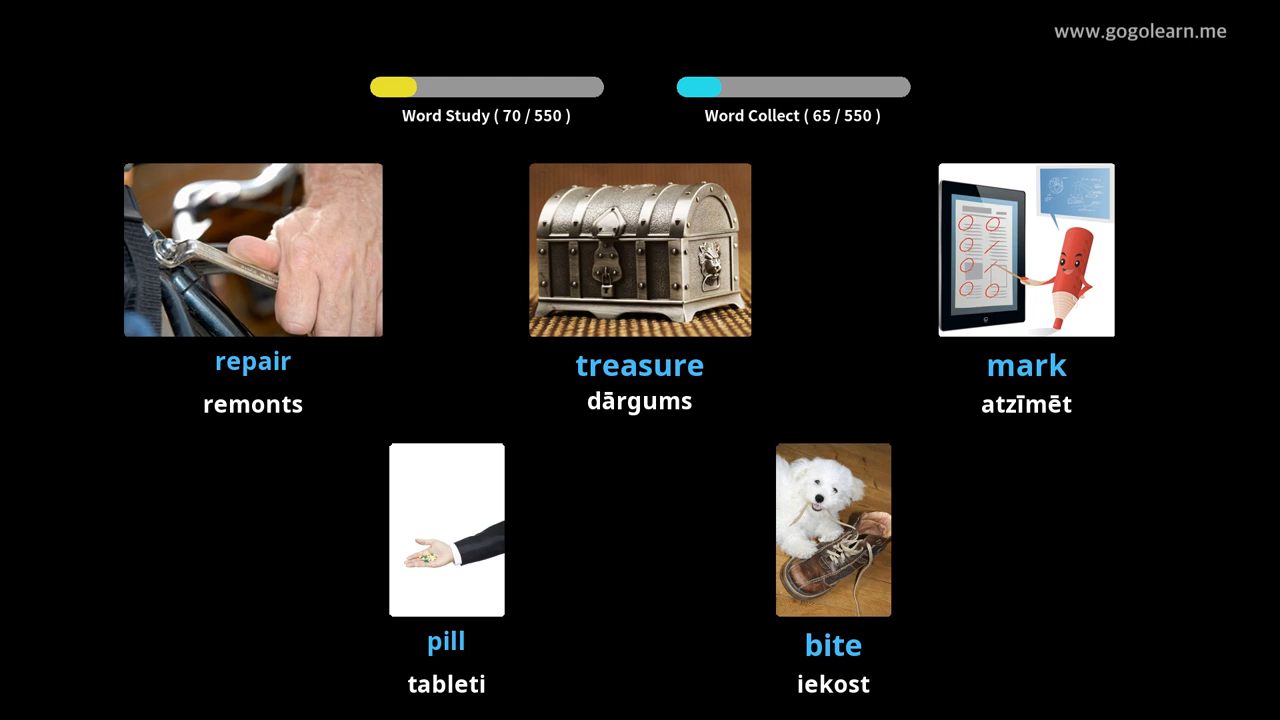 www.gogolearn.me
Word Study ( 70 / 550 )
Word Collect ( 65 / 550 )
repair
remonts
treasure
dārgums
mark
atzīmēt
pill
tableti
bite
iekost